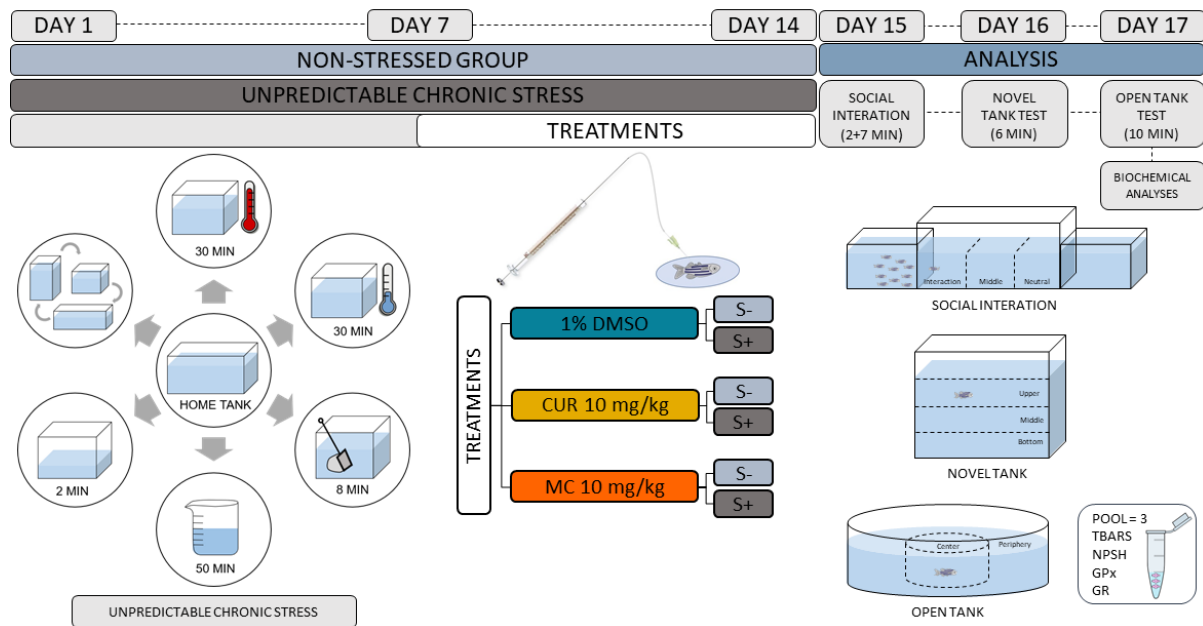 DAY 1
DAY 7
DAY 14
DAY 15
DAY 16
DAY 17
NON-STRESSED GROUP
ANALYSIS
UNPREDICTABLE CHRONIC STRESS
TREATMENTS
SOCIAL
INTERATION
(2+7 MIN)
NOVEL
TANK TEST
(6 MIN)
OPEN TANK
TEST
(10 MIN)
BIOCHEMICAL
ANALYSES
30 MIN
30 MIN
HOME TANK
2 MIN
8 MIN
50 MIN
UNPREDICTABLE CHRONIC STRESS
TREATMENTS
1% DMSO
S-
S+
CUR 10 mg/kg
S-
S+
MC 10 mg/kg
S-
S+
Interaction
Middle
Neutral
SOCIAL INTERATION
Upper
Middle
Bottom
NOVEL TANK
Center
Periphery
OPEN TANK
POOL = 3
TBARS
NPSH
GPx
GR